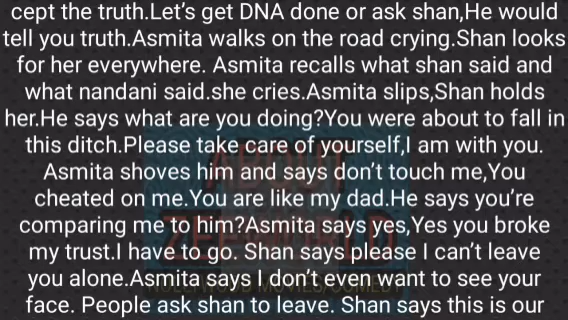 cept the truth.Let's get DNA done or ask shan,He would
tell you truth.Asmita walks on the road crying.Shan looks
for her everywhere. Asmita recalls what shan said and
what nandani said.she cries.Asmita slips,Shan holds
her.He says what are you doing?You were about to fall in
this ditch.Please take care of yourself,I am with you.
Asmita shoves him and says don't touch me,You
cheated on me.You are like my dad.He says you're
comparing me to him?Asmita says yes,Yes you broke
my trust.I have to go. Shan says please I can't leave
you alone.Asmita says I don't even want to see your
face. People ask shan to leave. Shan says this is our
ABOUT
ZEEWORLD